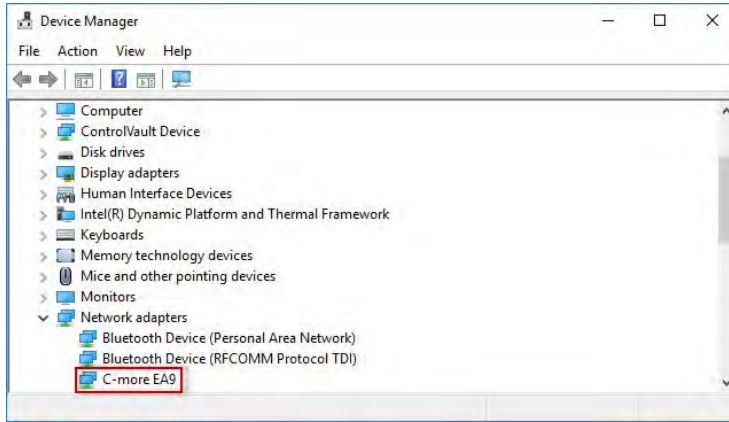 Device Manager
File Action View Help
Computer
ControlVault Device
Disk drives
Display adapters
Human Interface Devices
Intel(R) Dynamic Platform and Thermal Framework
Keyboards
Memory technology devices
Mice and other pointing devices
Monitors
Network adapters
Bluetooth Device (Personal Area Network)
Bluetooth Device (RFCOMM Protocol TDI)
C-more EA9